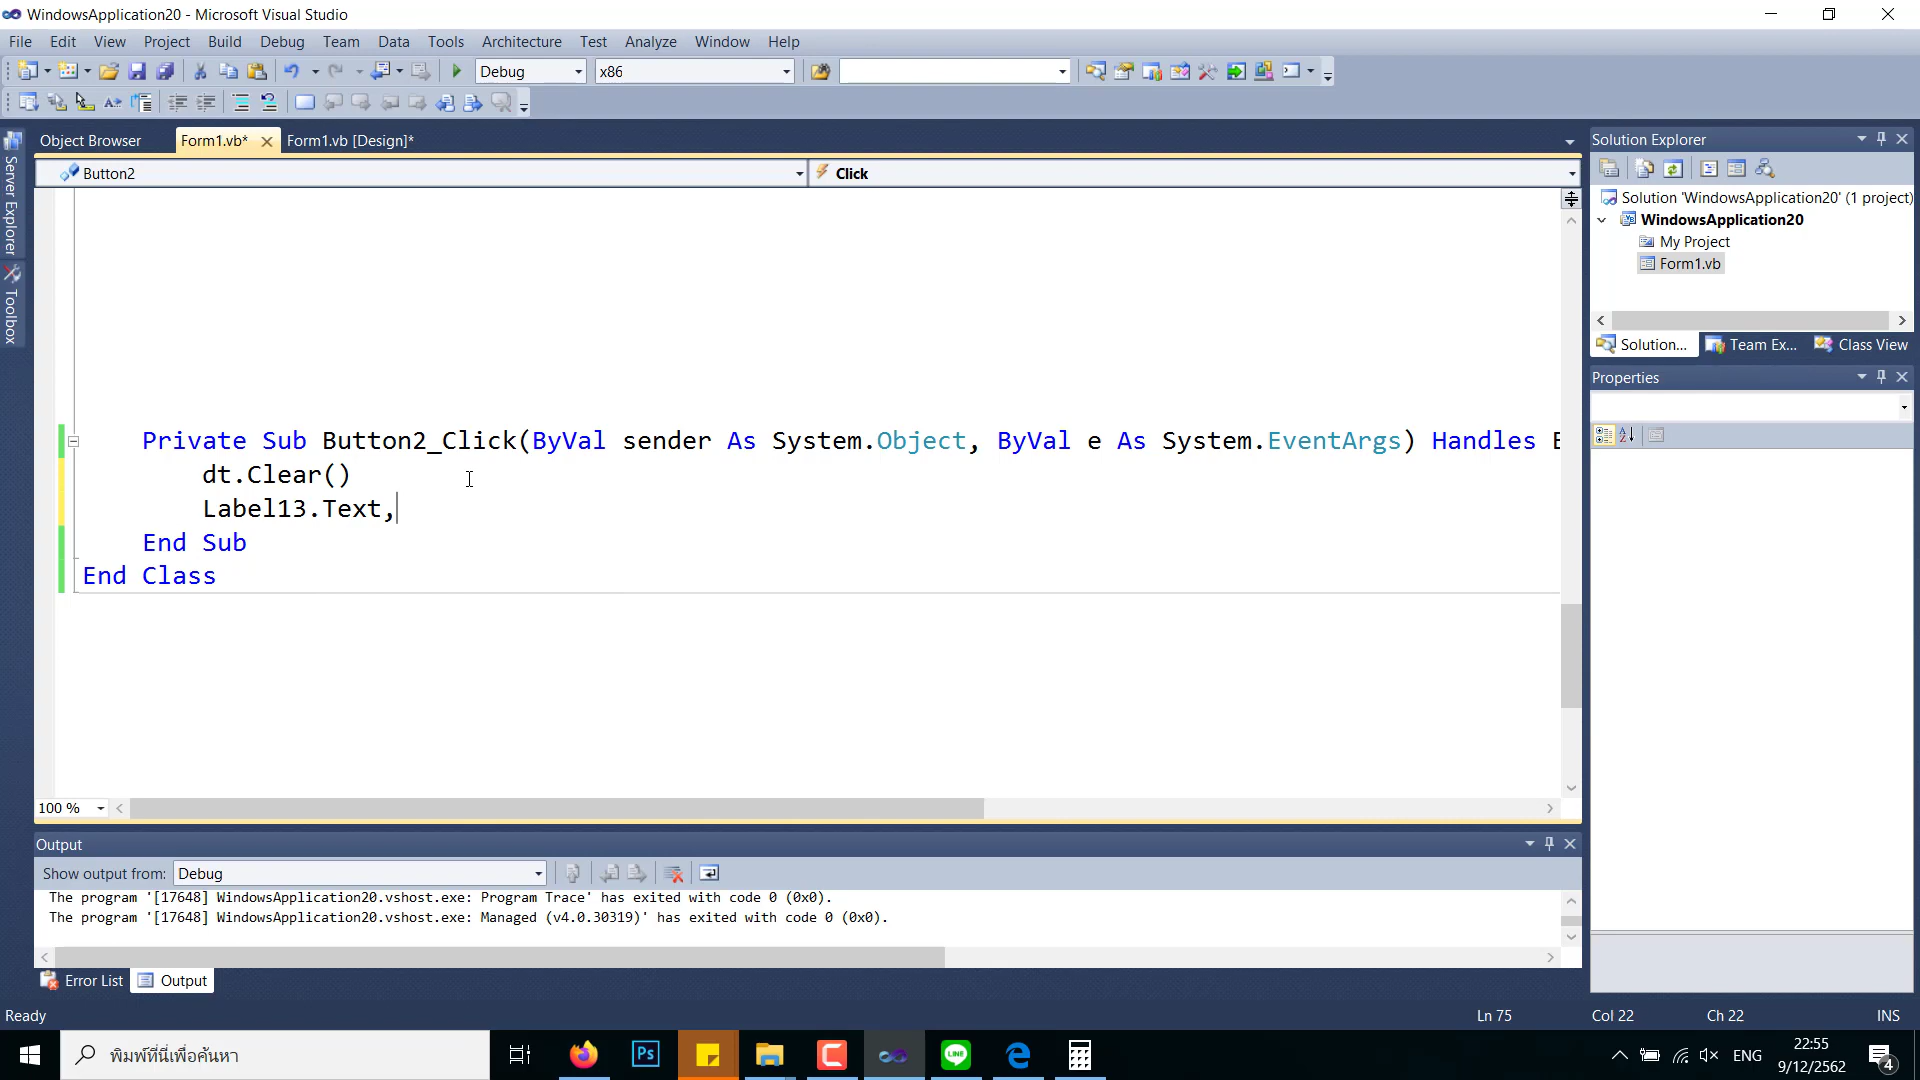 WindowsApplication20 - Microsoft Visual Studio
File Edit View Project Build Debug Team Data Tools Architecture Test Analyze Window Help
Debug x86
Object Browser Form1.vb* Form1.vb [Design]*
Button2 Click
Server Explorer
Toolbox
Private Sub Button2_Click(ByVal sender As System.Object, ByVal e As System.EventArgs) Handles B
dt.Clear()
Label13.Text,
End Sub
End Class
100 %
Solution Explorer
Solution 'WindowsApplication20' (1 project)
WindowsApplication20
My Project
Form1.vb
Solution... Team Ex... Class View
Properties
Output
Show output from: Debug
The program '[17648] WindowsApplication20.vshost.exe: Program Trace' has exited with code 0 (0x0).
The program '[17648] WindowsApplication20.vshost.exe: Managed (v4.0.30319)' has exited with code 0 (0x0).
Error List Output
Ready Ln 75 Col 22 Ch 22 INS
พิมพ์ที่นี่เพื่อค้นหา
Ps
LINE
ENG
22:55
9/12/2562
4